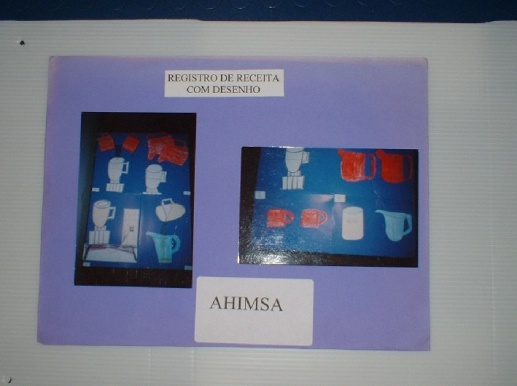 REGISTRO DE RECEITA
COM DESENHO
AHIMSA